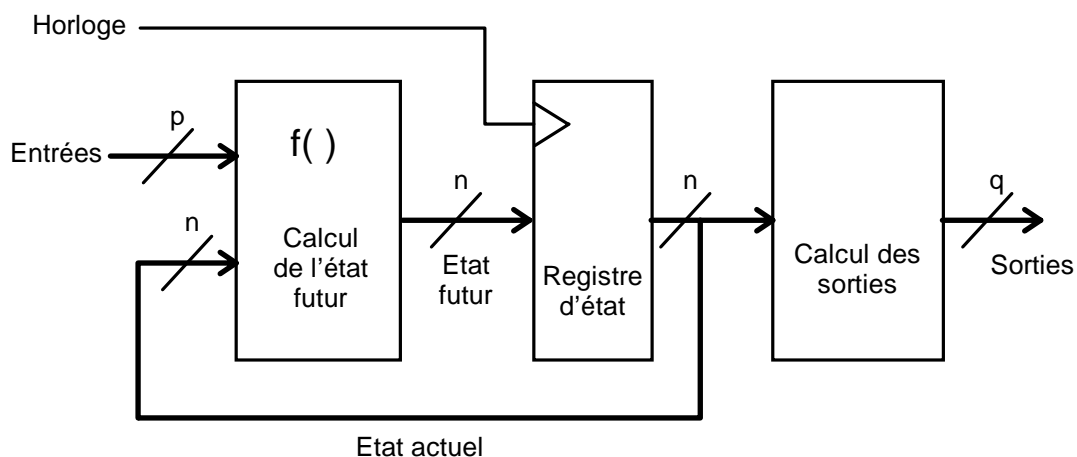 Horloge
Entrées
p
n
f( )
Calcul
de l’état
futur
n
Etat
futur
Registre
d’état
n
Calcul des
sorties
q
Sorties
Etat actuel